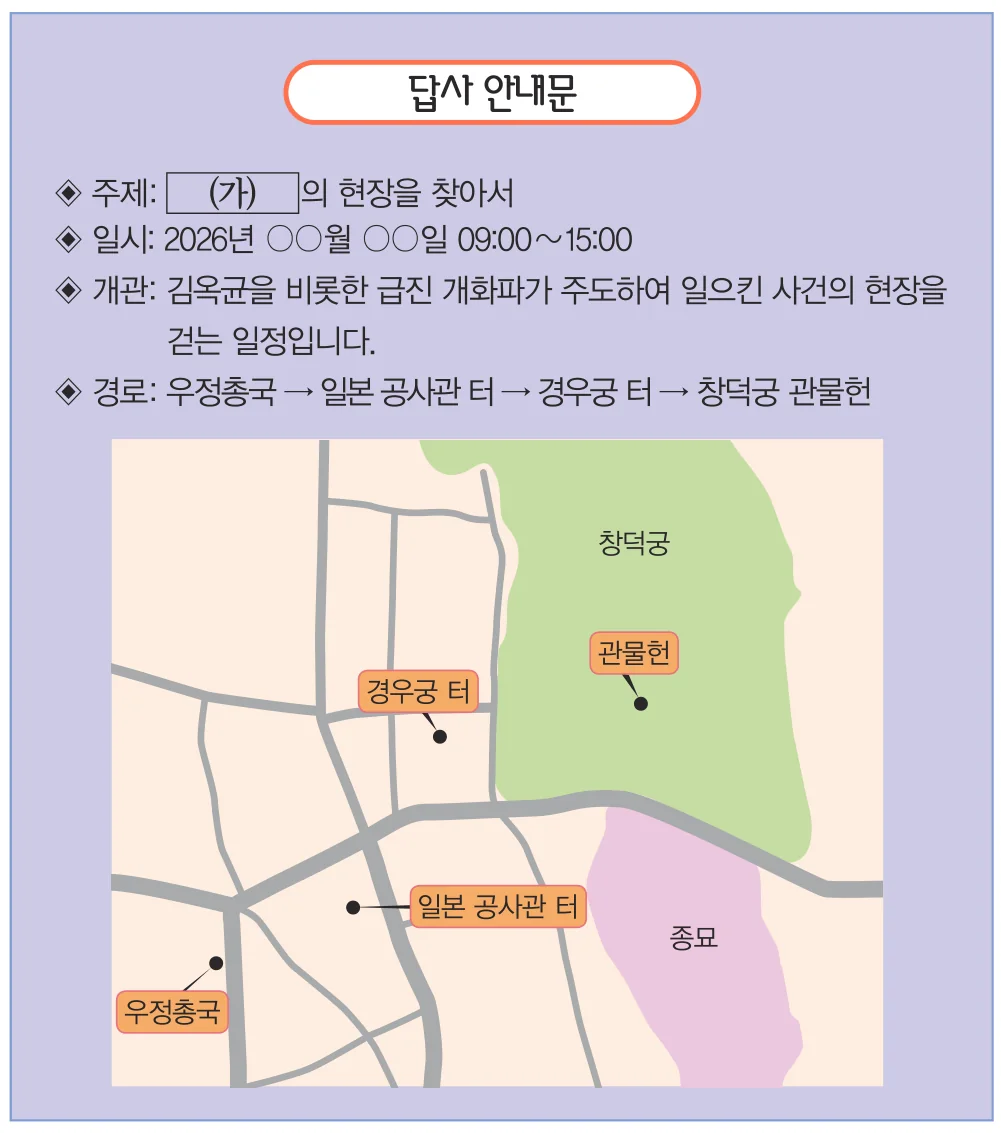 답사 안내문
◈ 주제: (가)의 현장을 찾아서
◈ 일시: 2026년 ○○월 ○○일 09:00~15:00
◈ 개관: 김옥균을 비롯한 급진 개화파가 주도하여 일으킨 사건의 현장을
걷는 일정입니다.
◈ 경로: 우정총국 → 일본 공사관 터 → 경우궁 터 → 창덕궁 관물헌
창덕궁
관물헌
경우궁 터
일본 공사관 터
종묘
우정총국